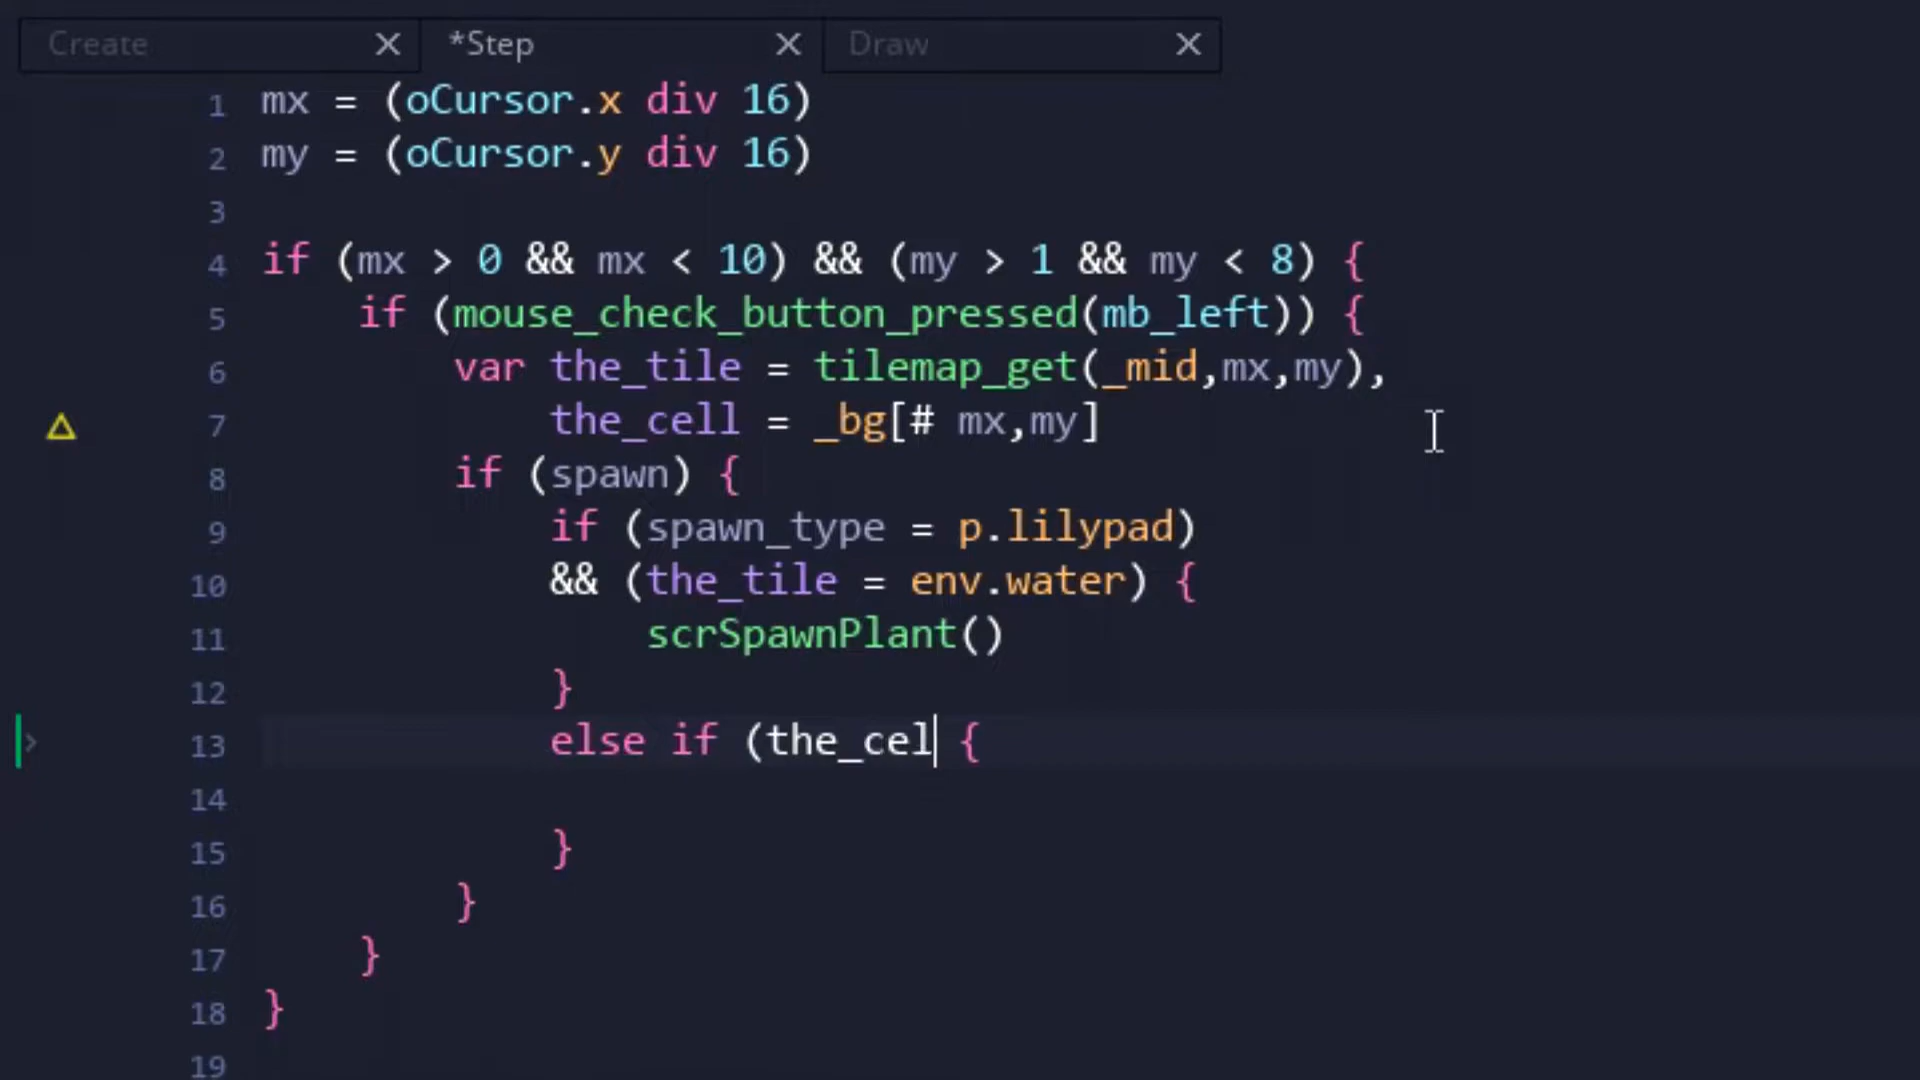 Create *Step Draw
1 mx = (oCursor.x div 16)
2 my = (oCursor.y div 16)
3
4 if (mx > 0 && mx < 10) && (my > 1 && my < 8) {
5 if (mouse_check_button_pressed(mb_left)) {
6 var the_tile = tilemap_get(_mid,mx,my),
7 the_cell = _bg[# mx,my]
8 if (spawn) {
9 if (spawn_type = p.lilypad)
10 && (the_tile = env.water) {
11 scrSpawnPlant()
12 }
13 else if (the_cel {
14
15 }
16 }
17 }
18 }
19